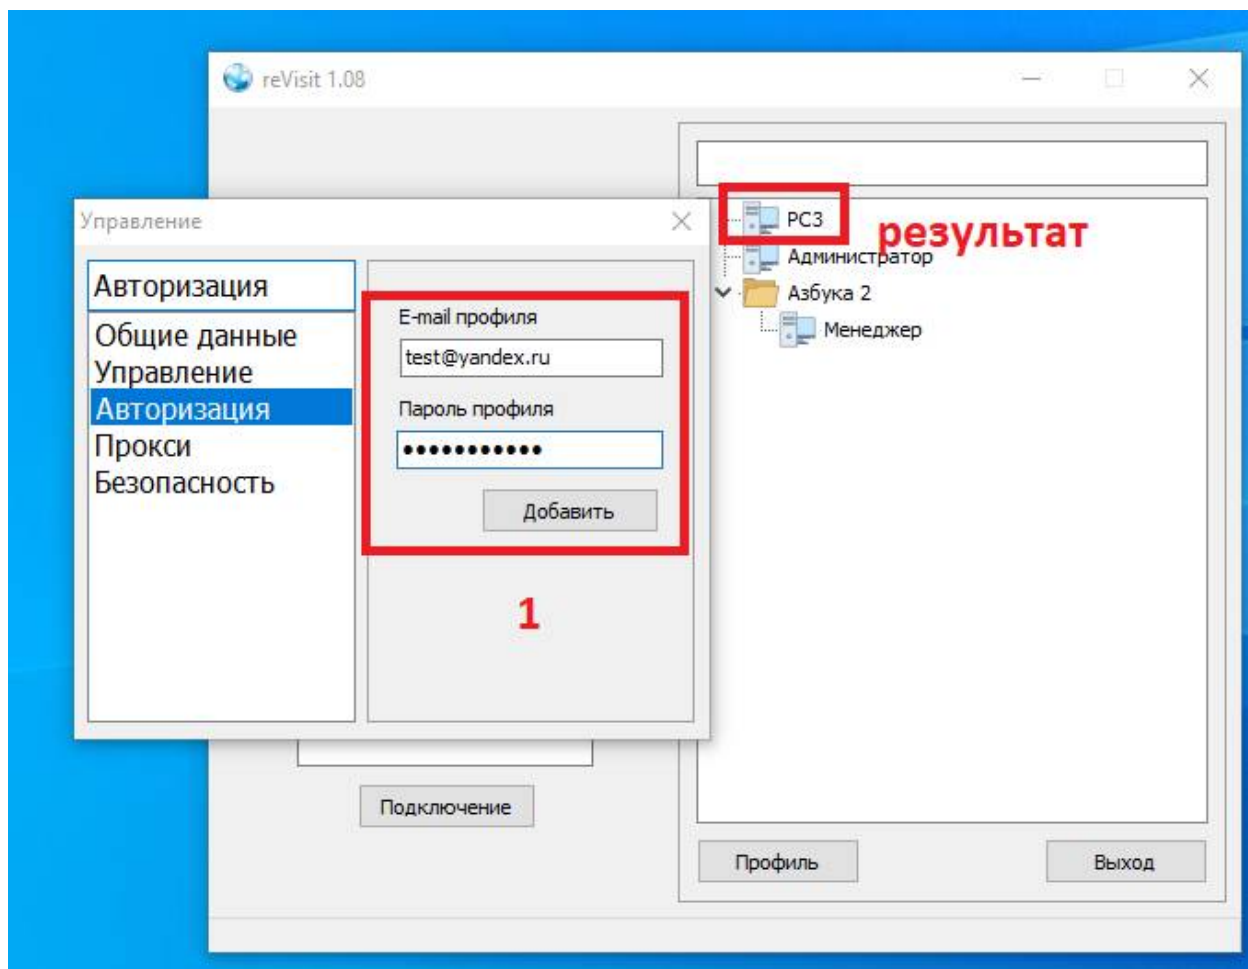 reVisit 1.08
Управление
Авторизация
Общие данные
Управление
Авторизация
Прокси
Безопасность
E-mail профиля
test@yandex.ru
Пароль профиля
•••••••••••
Добавить
1
PC3
результат
Администратор
Азбука 2
Менеджер
Подключение
Профиль
Выход